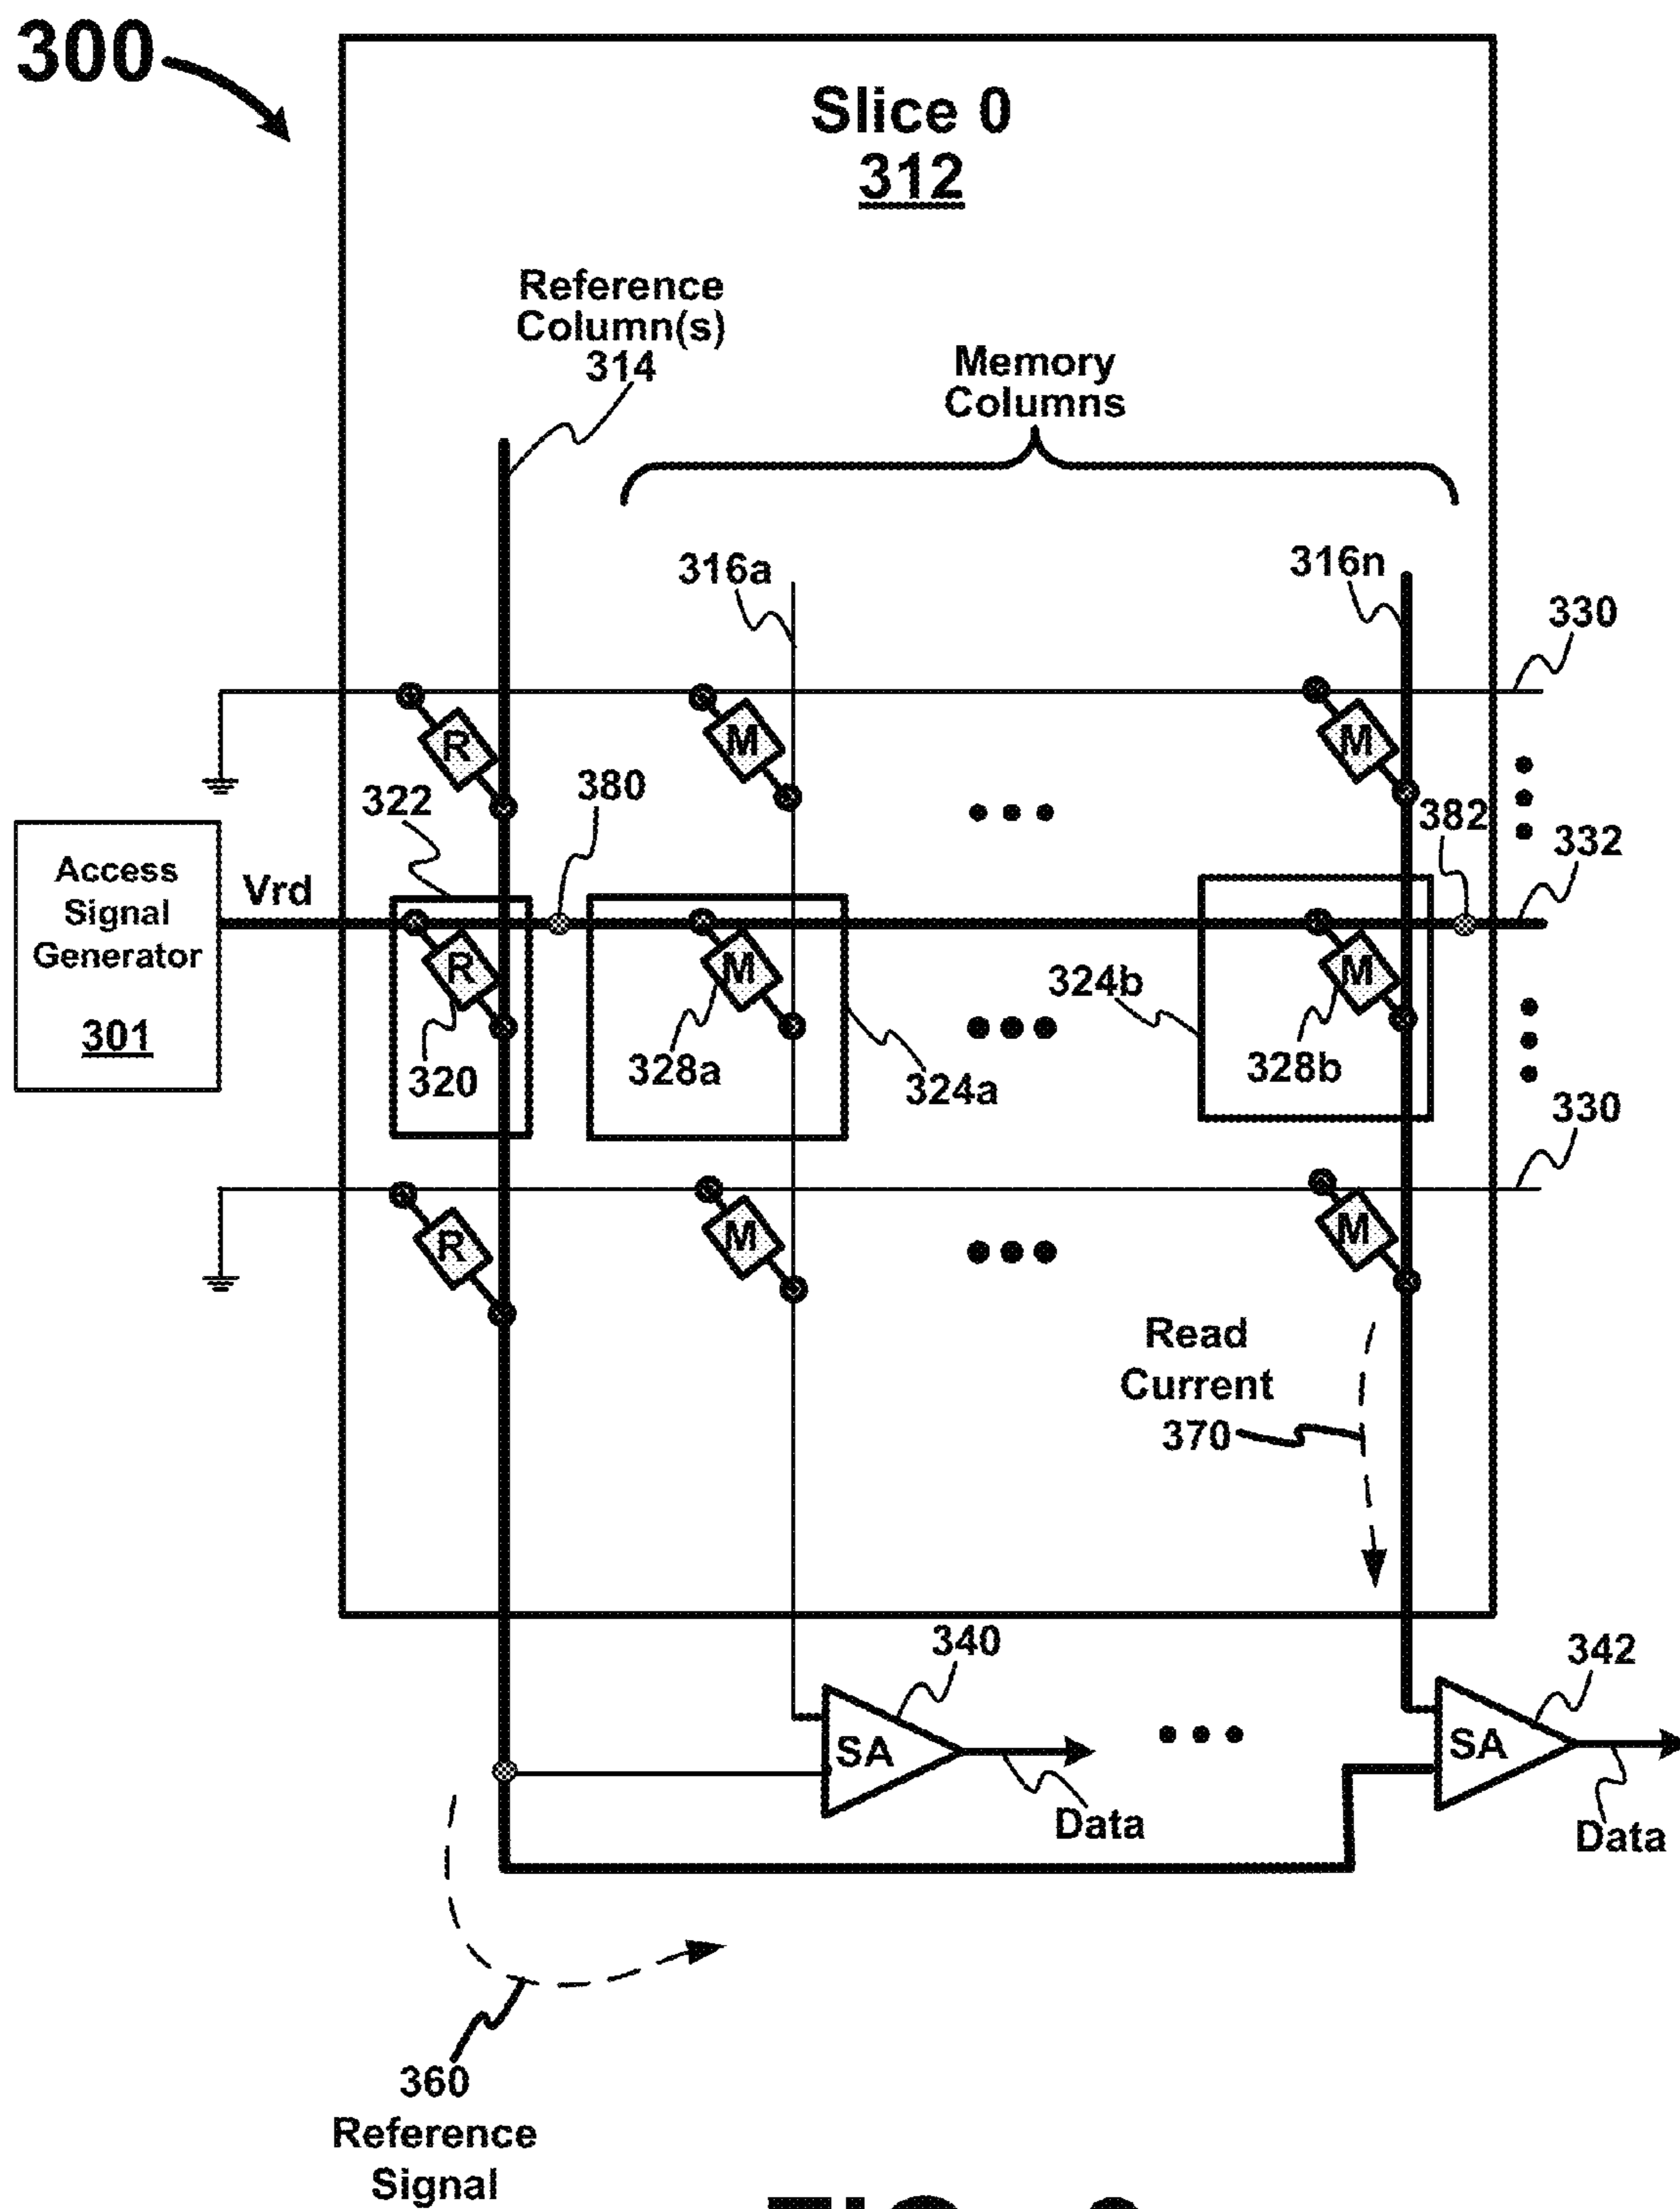 300
Slice 0
312
Reference
Column(s)
314
Memory
Columns
316a
316n
330
R
M
M
322
380
382
332
Access
Signal
Generator
301
Vrd
R
M
M
320
328a
324a
324b
328b
330
R
M
M
Read
Current
370
340
342
SA
SA
Data
Data
360
Reference
Signal